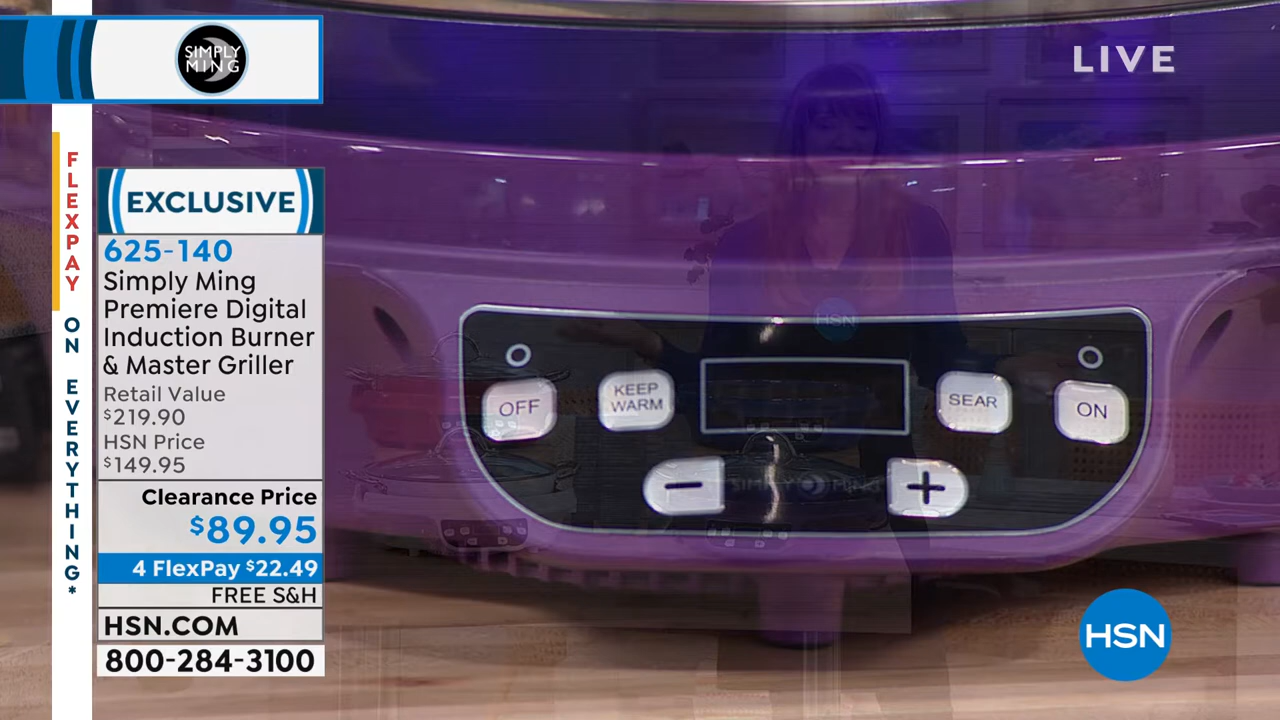 SIMPLY
MING
LIVE
FLEXPAY ON EVERYTHING*
EXCLUSIVE
625-140
Simply Ming
Premiere Digital
Induction Burner
& Master Griller
Retail Value
$219.90
HSN Price
$149.95
Clearance Price
$89.95
4 FlexPay $22.49
FREE S&H
HSN.COM
800-284-3100
HSN
OFF
KEEP
WARM
SEAR
ON
−
+
SIMPLY MING
HSN